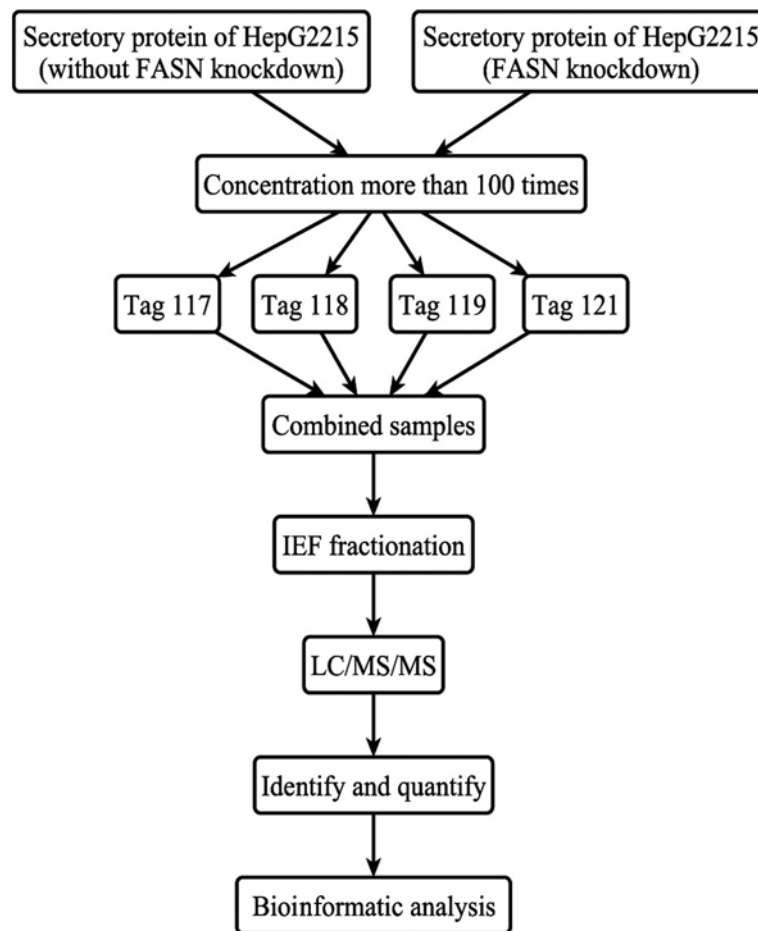 Secretory protein of HepG2215
(without FASN knockdown)
Secretory protein of HepG2215
(FASN knockdown)
Concentration more than 100 times
Tag 117
Tag 118
Tag 119
Tag 121
Combined samples
IEF fractionation
LC/MS/MS
Identify and quantify
Bioinformatic analysis